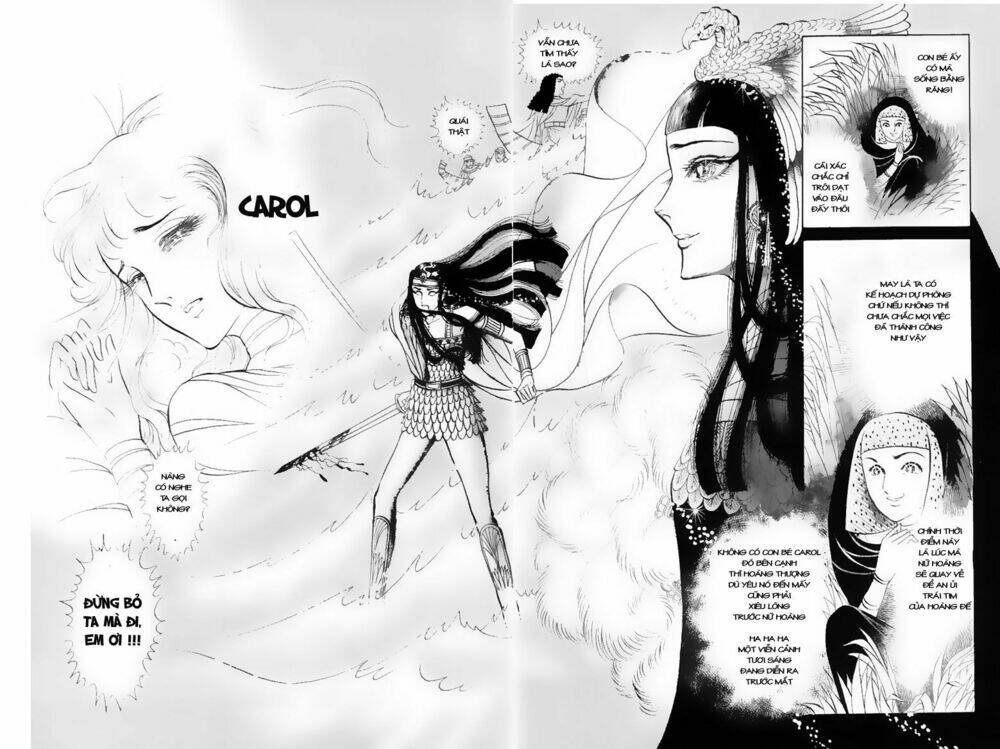 CON BÉ ẤY
CÓ MÀ
SỐNG BẰNG
RĂNG!
CÁI XÁC
CHẮC CHỈ
TRÔI DẠT
VÀO ĐÂU
ĐẤY THÔI
MAY LÀ TA CÓ
KẾ HOẠCH DỰ PHÒNG
CHỨ NẾU KHÔNG THÌ
CHƯA CHẮC MỌI VIỆC
ĐÃ THÀNH CÔNG
NHƯ VẬY
CHÍNH THỜI
ĐIỂM NÀY
LÀ LÚC MÀ
NỮ HOÀNG
SẼ QUAY VỀ
ĐỂ AN ỦI
TRÁI TIM
CỦA HOÀNG ĐẾ
KHÔNG CÓ CON BÉ CAROL
ĐÓ BÊN CẠNH
THÌ HOÀNG THƯỢNG
DÙ YÊU NÓ ĐẾN MẤY
CŨNG PHẢI
XIÊU LÒNG
TRƯỚC NỮ HOÀNG
HA HA HA
MỘT VIỄN CẢNH
TƯƠI SÁNG
ĐANG DIỄN RA
TRƯỚC MẮT
VẪN CHƯA
TÌM THẤY
LÀ SAO?
QUÁI
THẬT
CAROL
NÀNG
CÓ NGHE
TA GỌI
KHÔNG?
ĐỪNG BỎ
TA MÀ ĐI,
EM ƠI !!!